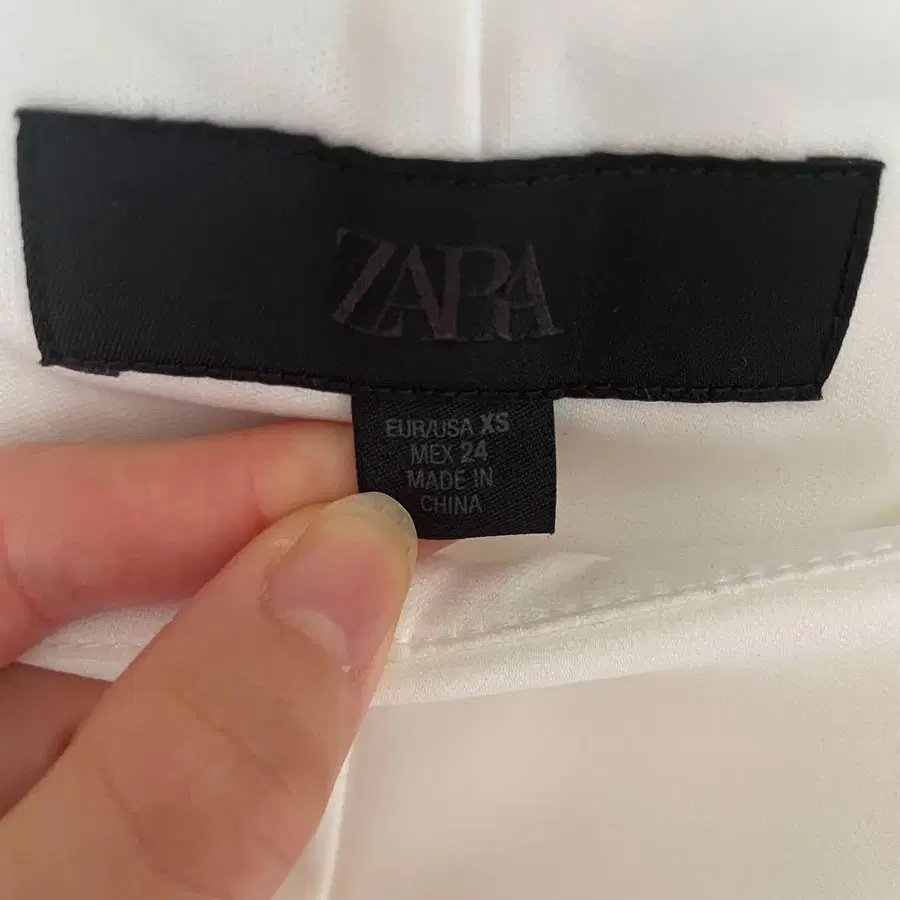 ZARA
EUR/USA XS
MEX 24
MADE IN
CHINA